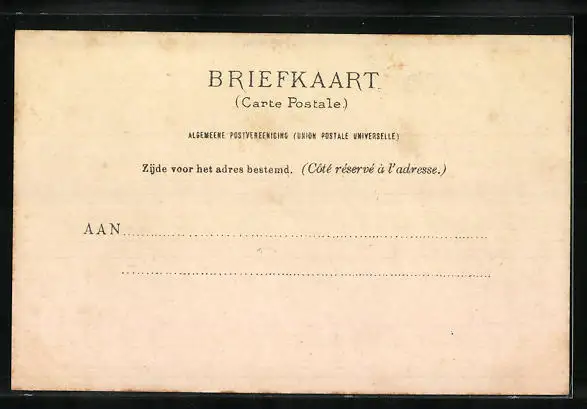 BRIEFKAART.
(Carte Postale.)
ALGEMEENE POSTVEREENIGING (UNION POSTALE UNIVERSELLE)
Zijde voor het adres bestemd. (Côté réservé à l'adresse.)
AAN